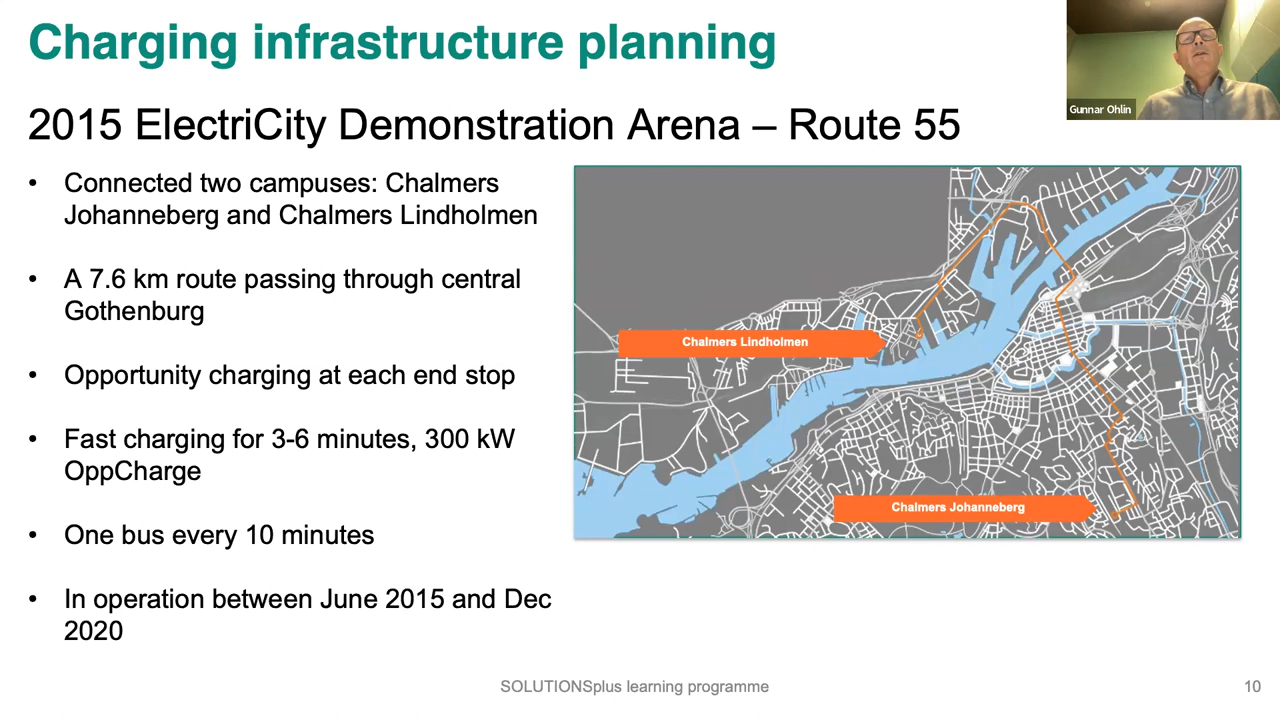 Charging infrastructure planning
Gunnar Ohlin
2015 ElectriCity Demonstration Arena – Route 55
• Connected two campuses: Chalmers
Johanneberg and Chalmers Lindholmen
• A 7.6 km route passing through central
Gothenburg
• Opportunity charging at each end stop
• Fast charging for 3-6 minutes, 300 kW
OppCharge
• One bus every 10 minutes
• In operation between June 2015 and Dec
2020
Chalmers Lindholmen
Chalmers Johanneberg
SOLUTIONSplus learning programme
10